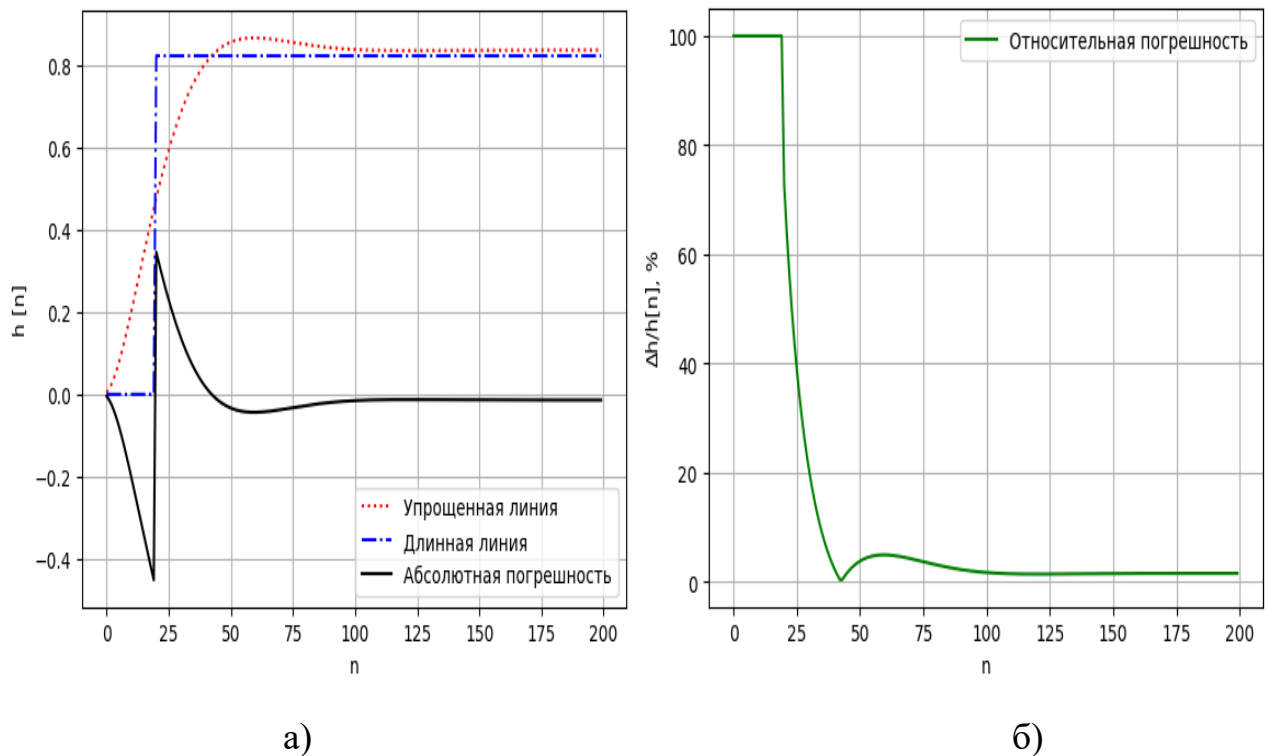 0.8
0.6
0.4
0.2
0.0
−0.2
−0.4
h [n]
0 25 50 75 100 125 150 175 200
n
Упрощенная линия
Длинная линия
Абсолютная погрешность
100
80
60
40
20
0
Δh/h[n], %
0 25 50 75 100 125 150 175 200
n
Относительная погрешность
а)
б)